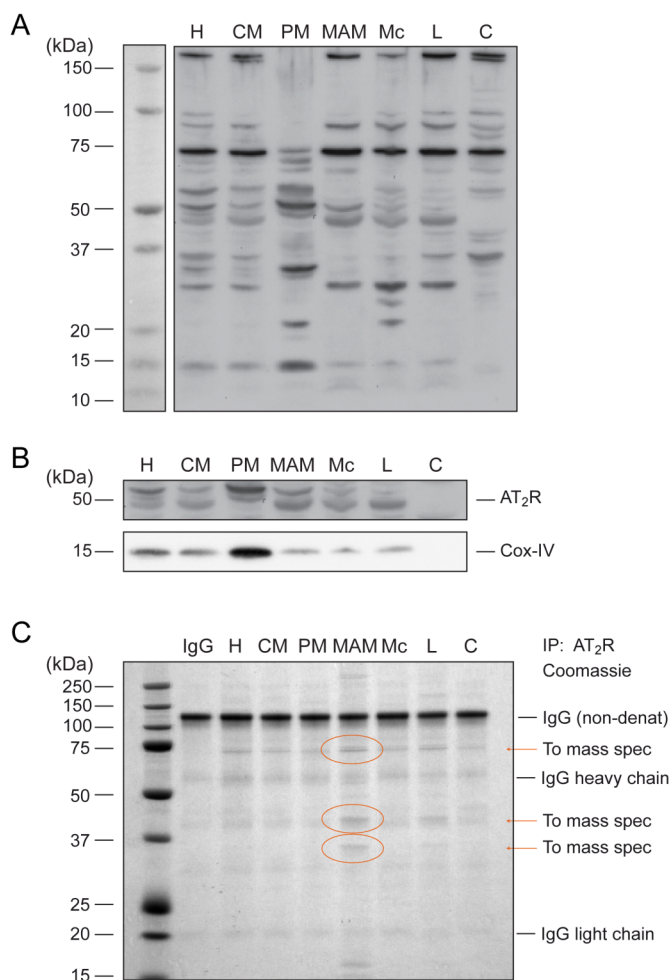 A
(kDa)
H CM PM MAM Mc L C
150
100
75
50
37
20
15
10
B
(kDa)
H CM PM MAM Mc L C
50
AT₂R
15
Cox-IV
C
(kDa)
IgG H CM PM MAM Mc L C
IP: AT₂R
Coomassie
250
150
100
75
50
37
25
20
15
IgG (non-denat)
To mass spec
IgG heavy chain
To mass spec
To mass spec
IgG light chain